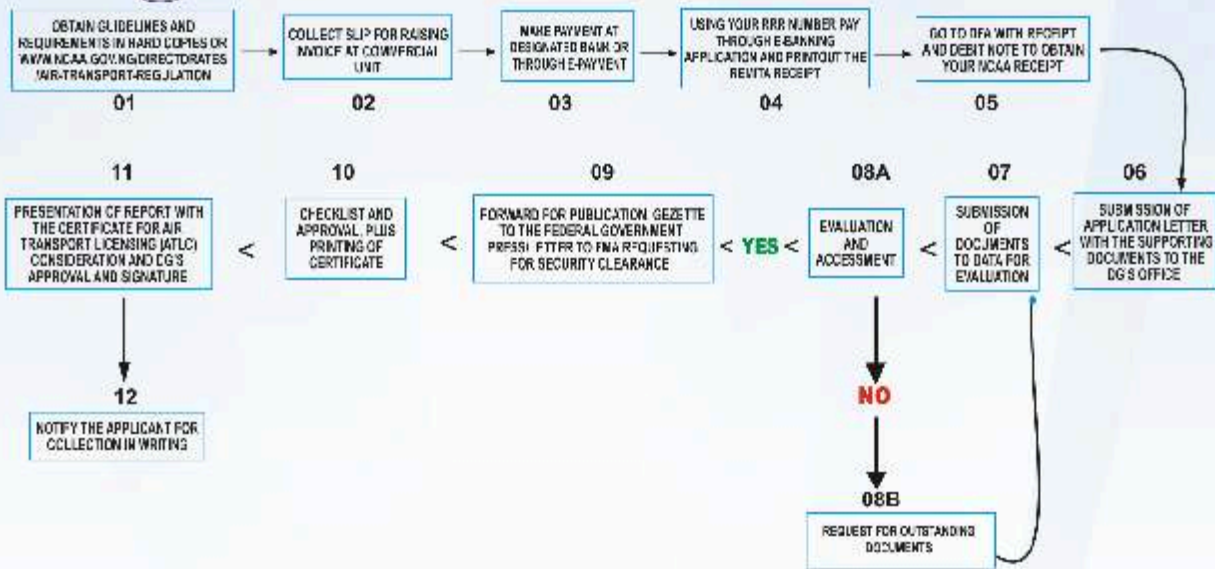 OBTAIN GUIDELINES AND
REQUIREMENTS IN HARD COPIES OR
WWW.NCAA.GOV.NG/DIRECTORATES
/AIR-TRANSPORT-REGULATION
01
COLLECT SLIP FOR RAISING
INVOICE AT COMMERCIAL
UNIT
02
MAKE PAYMENT AT
DESIGNATED BANK OR
THROUGH E-PAYMENT
03
USING YOUR RRR NUMBER PAY
THROUGH E-BANKING
APPLICATION AND PRINTOUT THE
REMITA RECEIPT
04
GO TO DFA WITH RECEIPT
AND DEBIT NOTE TO OBTAIN
YOUR NCAA RECEIPT
05
06
SUBMISSION OF
APPLICATION LETTER
WITH THE SUPPORTING
DOCUMENTS TO THE
DG'S OFFICE
<
07
SUBMISSION
OF
DOCUMENTS
TO DATA FOR
EVALUATION
<
08A
EVALUATION
AND
ACCESSMENT
< YES <
09
FORWARD FOR PUBLICATION, GEZETTE
TO THE FEDERAL GOVERNMENT
PRESS/LETTER TO FMA REQUESTING
FOR SECURITY CLEARANCE
<
10
CHECKLIST AND
APPROVAL, PLUS
PRINTING OF
CERTIFICATE
<
11
PRESENTATION OF REPORT WITH
THE CERTIFICATE FOR AIR
TRANSPORT LICENSING (ATLC)
CONSIDERATION AND DG'S
APPROVAL AND SIGNATURE
12
NOTIFY THE APPLICANT FOR
COLLECTION IN WRITING
NO
08B
REQUEST FOR OUTSTANDING
DOCUMENTS